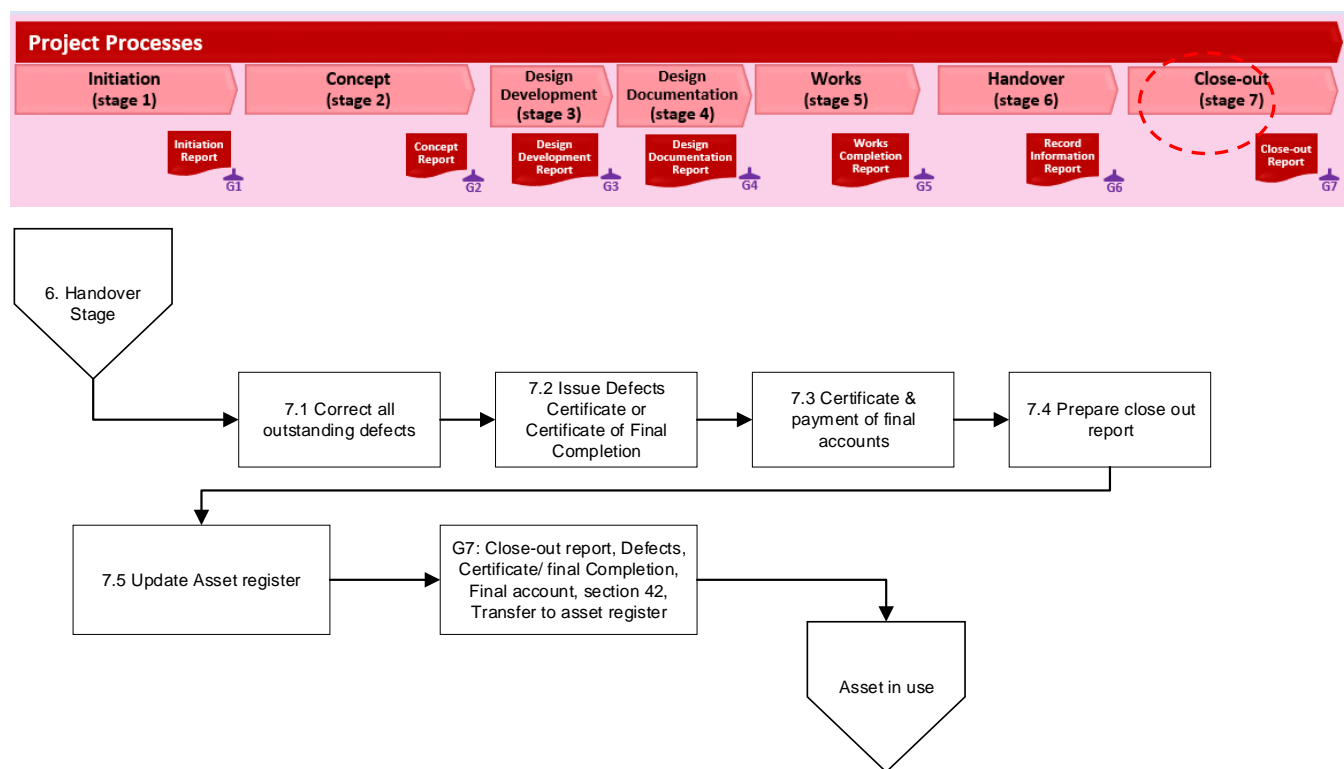 Project Processes
Initiation
(stage 1)
Concept
(stage 2)
Design
Development
(stage 3)
Design
Documentation
(stage 4)
Works
(stage 5)
Handover
(stage 6)
Close-out
(stage 7)
Initiation
Report
G1
Concept
Report
G2
Design
Development
Report
G3
Design
Documentation
Report
G4
Works
Completion
Report
G5
Record
Information
Report
G6
Close-out
Report
G7
6. Handover
Stage
7.1 Correct all
outstanding defects
7.2 Issue Defects
Certificate or
Certificate of Final
Completion
7.3 Certificate &
payment of final
accounts
7.4 Prepare close out
report
7.5 Update Asset register
G7: Close-out report, Defects,
Certificate/ final Completion,
Final account, section 42,
Transfer to asset register
Asset in use